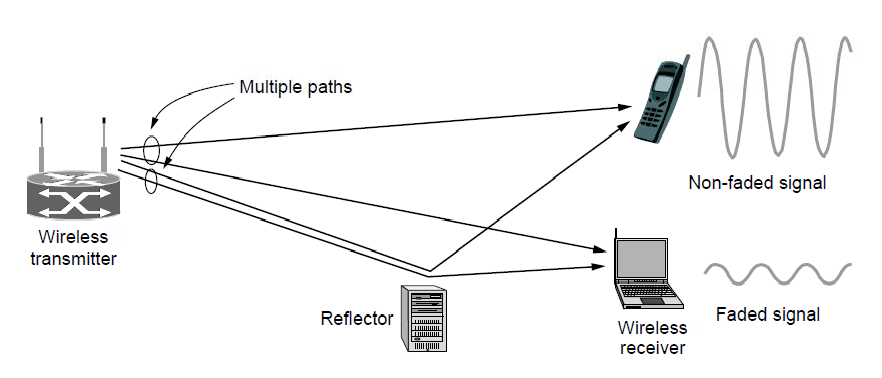 Multiple paths
Non-faded signal
Wireless
transmitter
Reflector
Wireless
receiver
Faded signal